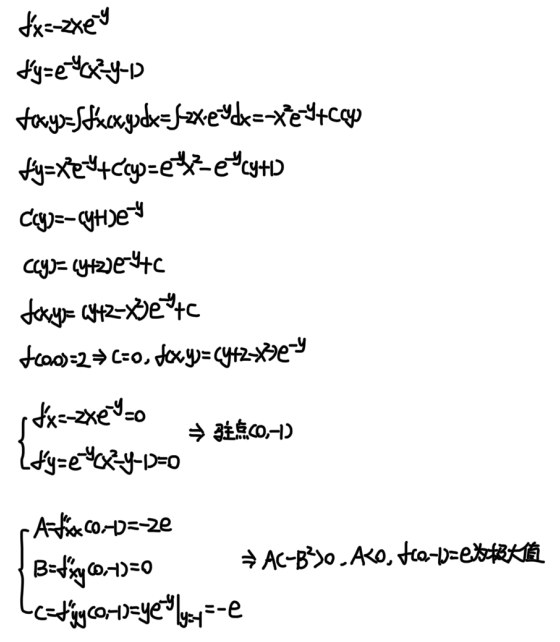 f'x=-2xe^{-y}
f'y=e^{-y}(x²-y-1)
f(x,y)=∫f'x(x,y)dx=∫-2x·e^{-y}dx=-x²e^{-y}+C(y)
f'y=x²e^{-y}+C'(y)=e^{-y}x²-e^{-y}(y+1)
C'(y)=-(y+1)e^{-y}
C(y)=(y+2)e^{-y}+C
f(x,y)=(y+2-x²)e^{-y}+C
f(0,0)=2⇒C=0，f(x,y)=(y+2-x²)e^{-y}
{ f'x=-2xe^{-y}=0
f'y=e^{-y}(x²-y-1)=0 ⇒ 驻点(0,-1)
{ A=f''xx(0,-1)=-2e
B=f''xy(0,-1)=0 ⇒ AC-B²>0，A<0，f(0,-1)=e为极大值
C=f''yy(0,-1)=ye^{-y}|_{y=-1}=-e